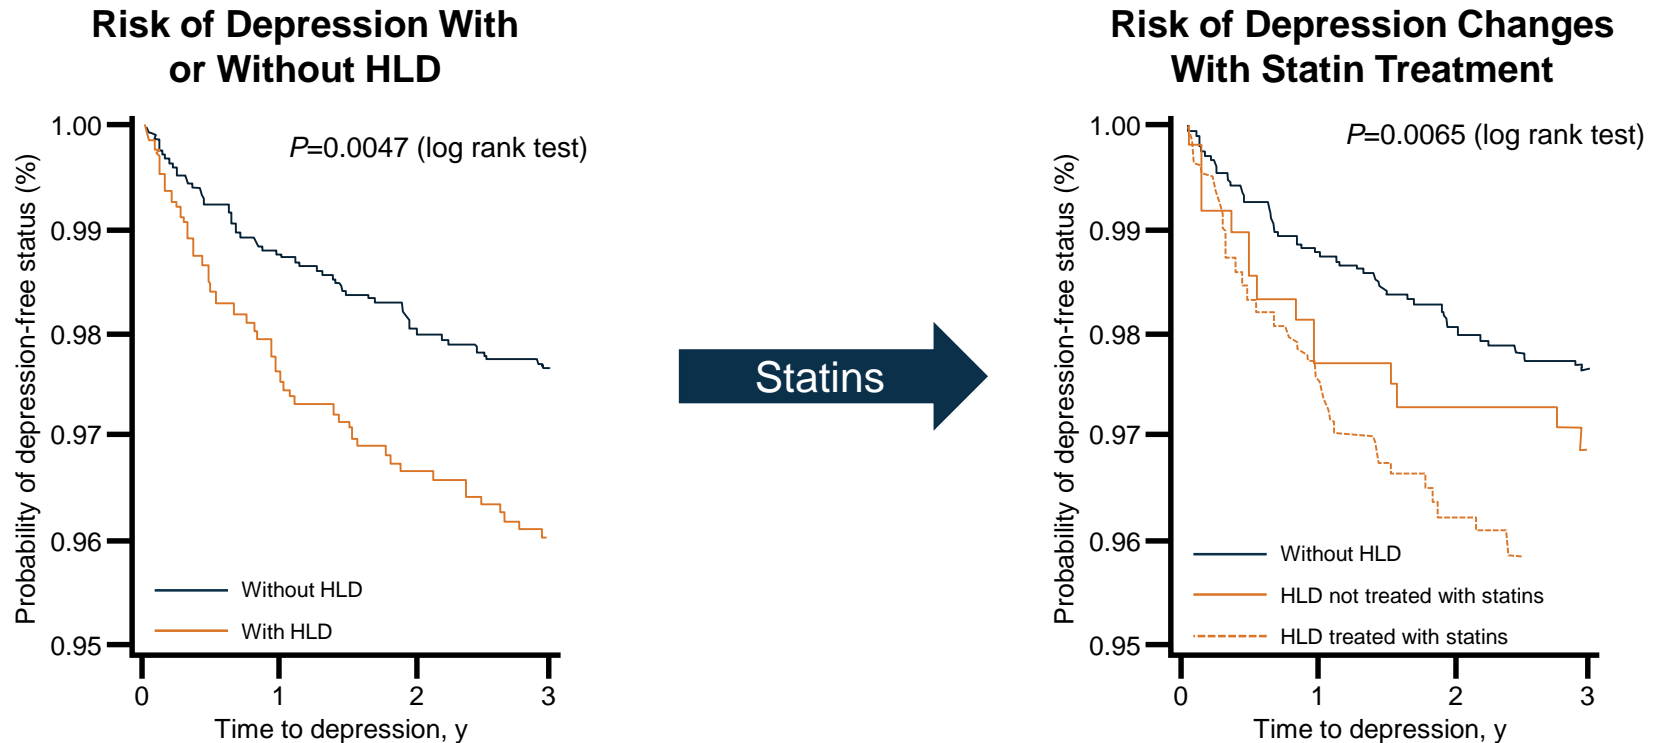 Risk of Depression With
or Without HLD
P=0.0047 (log rank test)
Probability of depression-free status (%)
1.00
0.99
0.98
0.97
0.96
0.95
Without HLD
With HLD
0 1 2 3
Time to depression, y
Statins
Risk of Depression Changes
With Statin Treatment
P=0.0065 (log rank test)
Probability of depression-free status (%)
1.00
0.99
0.98
0.97
0.96
0.95
Without HLD
HLD not treated with statins
HLD treated with statins
0 1 2 3
Time to depression, y